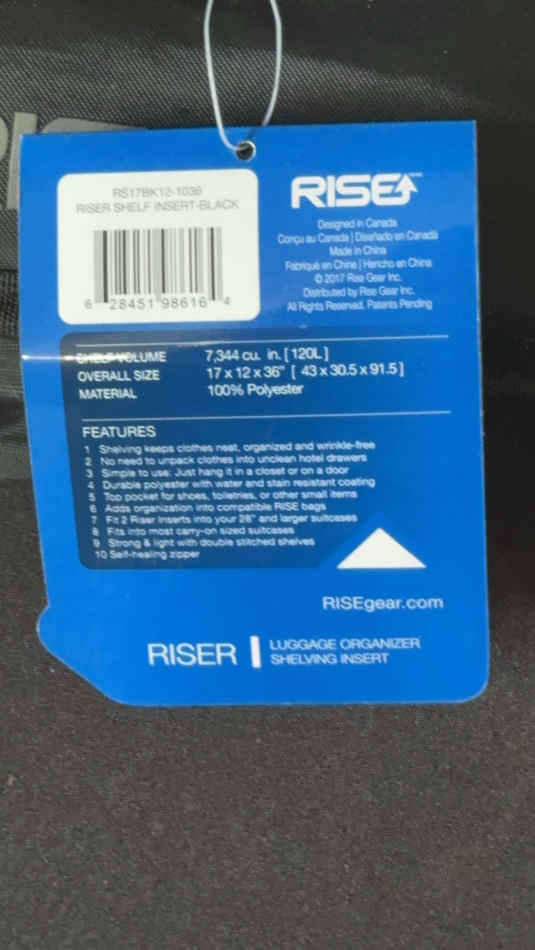 RS17BK12-1036
RISER SHELF INSERT-BLACK
6 28451 98616 4
RISE
Designed in Canada
Conçu au Canada | Diseñado en Canadá
Made in China
Fabriqué en Chine | Hencho en China
© 2017 Rise Gear Inc.
Distributed by Rise Gear Inc.
All Rights Reserved. Patents Pending
SHELF VOLUME 7,344 cu. in. [120L]
OVERALL SIZE 17 x 12 x 36" [ 43 x 30.5 x 91.5 ]
MATERIAL 100% Polyester
FEATURES
1 Shelving keeps clothes neat, organized and wrinkle-free
2 No need to unpack clothes into unclean hotel drawers
3 Simple to use: Just hang it in a closet or on a door
4 Durable polyester with water and stain resistant coating
5 Top pocket for shoes, toiletries, or other small items
6 Adds organization into compatible RISE bags
7 Fit 2 Riser Inserts into your 28" and larger suitcases
8 Fits into most carry-on sized suitcases
9 Strong & light with double stitched shelves
10 Self-healing zipper
RISEgear.com
RISER | LUGGAGE ORGANIZER
SHELVING INSERT